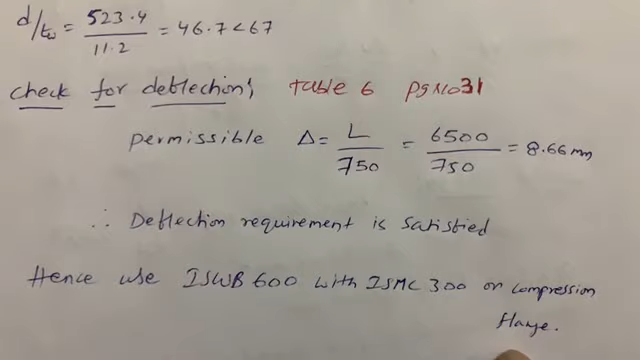 d/tw = 523.4/11.2 = 46.7 < 67
check for deflection; Table 6 pg no 31
permissible Δ = L/750 = 6500/750 = 8.66 mm
∴ Deflection requirement is satisfied
Hence use ISWB 600 with ISMC 300 on compression
flange.